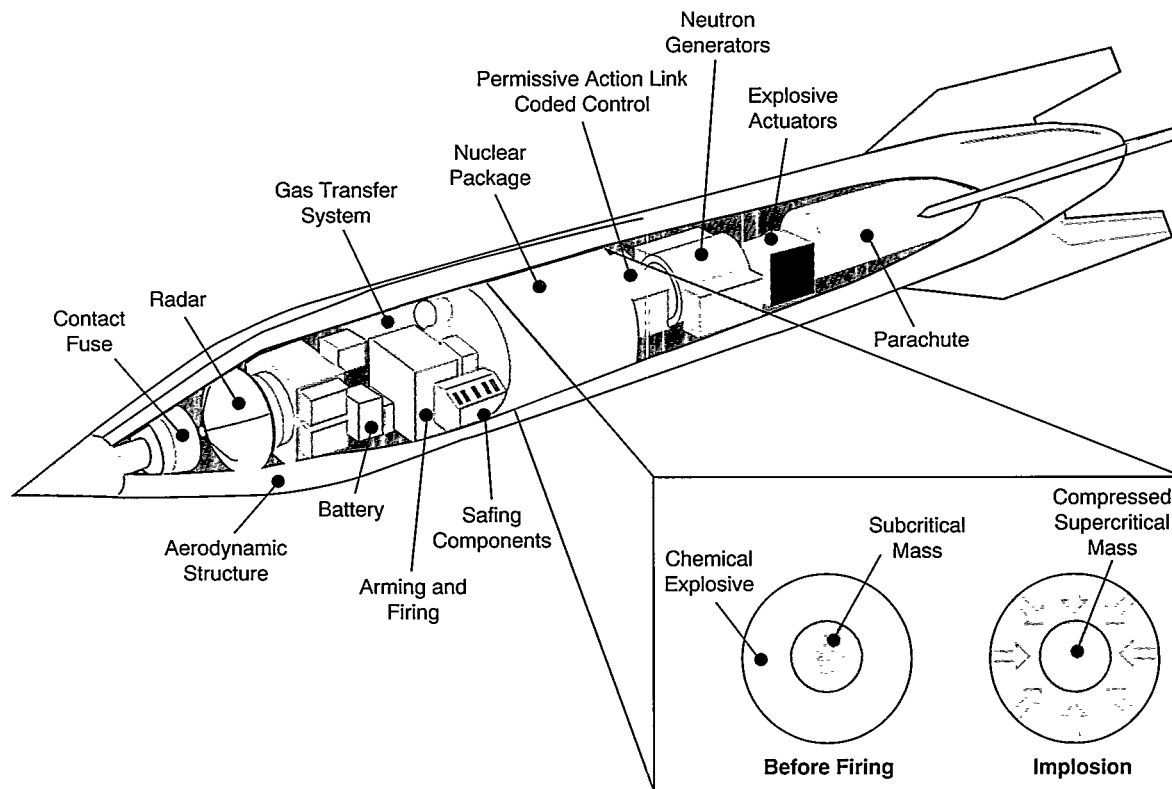 Neutron
Generators
Permissive Action Link
Coded Control
Explosive
Actuators
Nuclear
Package
Gas Transfer
System
Radar
Contact
Fuse
Parachute
Battery
Safing
Components
Aerodynamic
Structure
Arming and
Firing
Chemical
Explosive
Subcritical
Mass
Compressed
Supercritical
Mass
Before Firing
Implosion